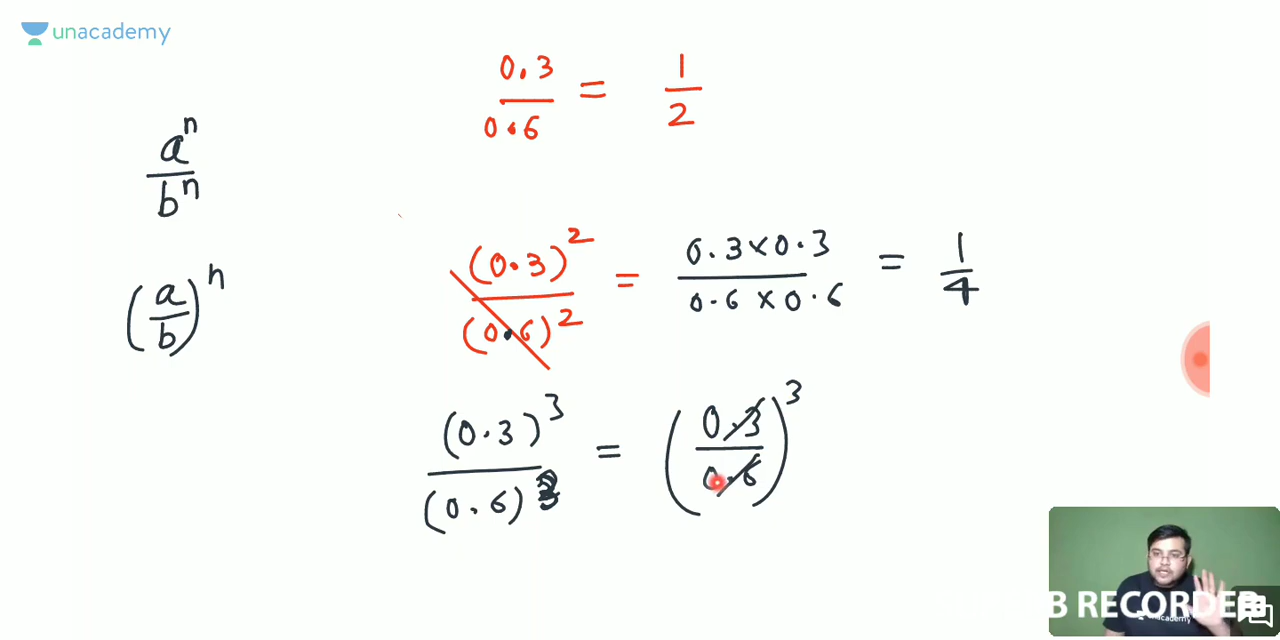 unacademy
0.3/0.6 = 1/2
a^n/b^n
(a/b)^n
(0.3)^2/(0.6)^2 = 0.3×0.3/0.6×0.6 = 1/4
(0.3)^3/(0.6)^3 = (0.3/0.6)^3
unacademy
B RECORDER